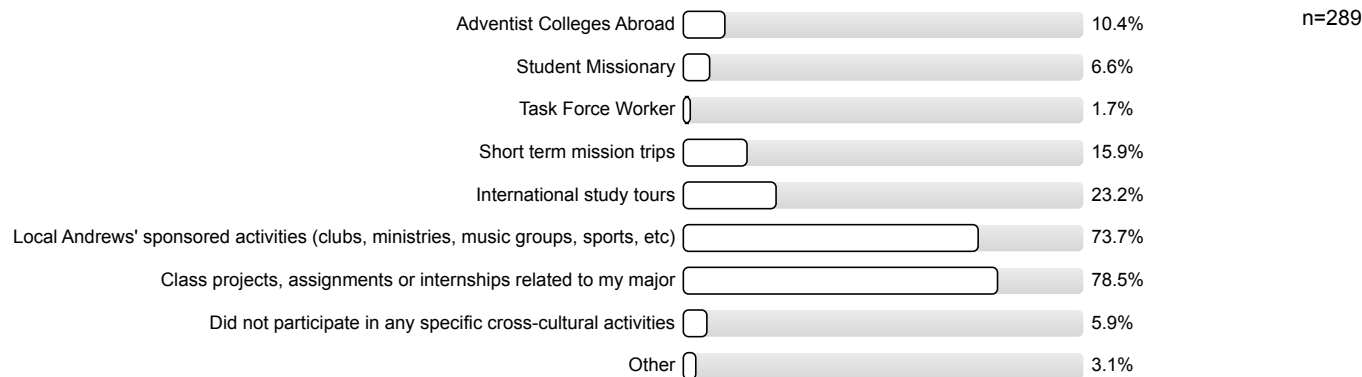 Adventist Colleges Abroad 10.4% n=289
Student Missionary 6.6%
Task Force Worker 1.7%
Short term mission trips 15.9%
International study tours 23.2%
Local Andrews' sponsored activities (clubs, ministries, music groups, sports, etc) 73.7%
Class projects, assignments or internships related to my major 78.5%
Did not participate in any specific cross-cultural activities 5.9%
Other 3.1%